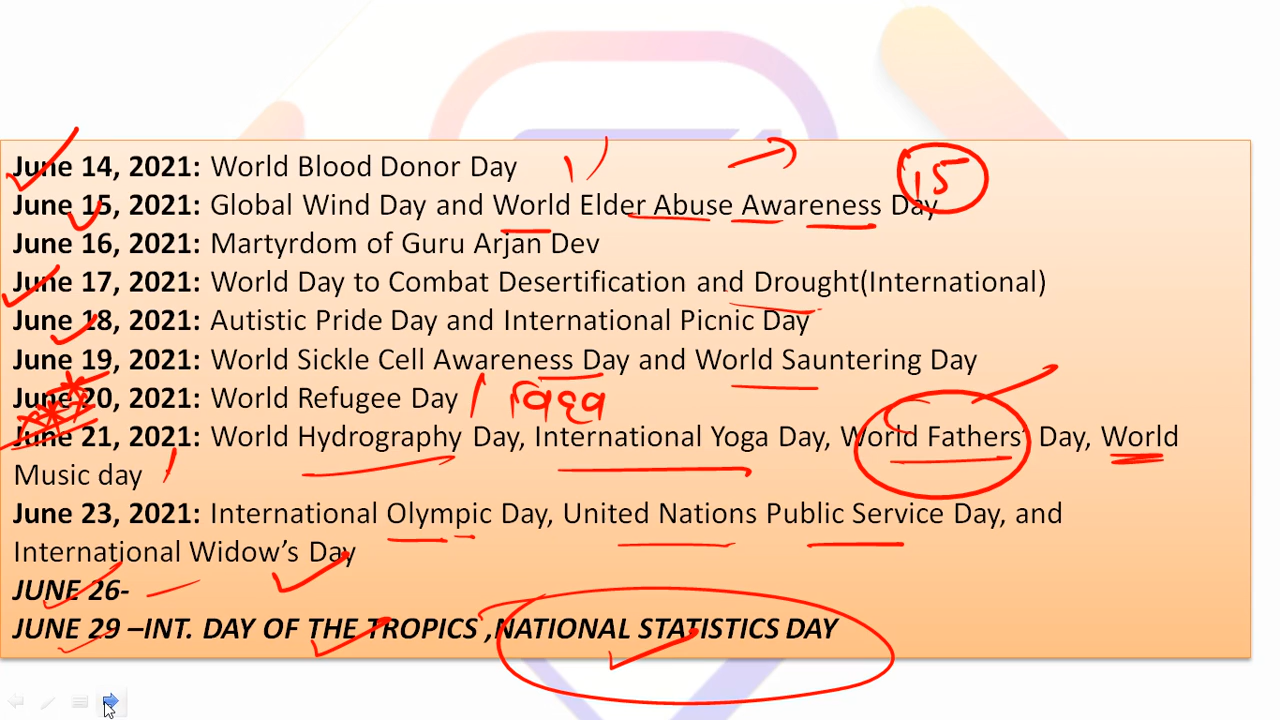 June 14, 2021: World Blood Donor Day
15
June 15, 2021: Global Wind Day and World Elder Abuse Awareness Day
June 16, 2021: Martyrdom of Guru Arjan Dev
June 17, 2021: World Day to Combat Desertification and Drought(International)
June 18, 2021: Autistic Pride Day and International Picnic Day
June 19, 2021: World Sickle Cell Awareness Day and World Sauntering Day
June 20, 2021: World Refugee Day
June 21, 2021: World Hydrography Day, International Yoga Day, World Fathers' Day, World
Music day
June 23, 2021: International Olympic Day, United Nations Public Service Day, and
International Widow’s Day
JUNE 26-
JUNE 29 –INT. DAY OF THE TROPICS ,NATIONAL STATISTICS DAY